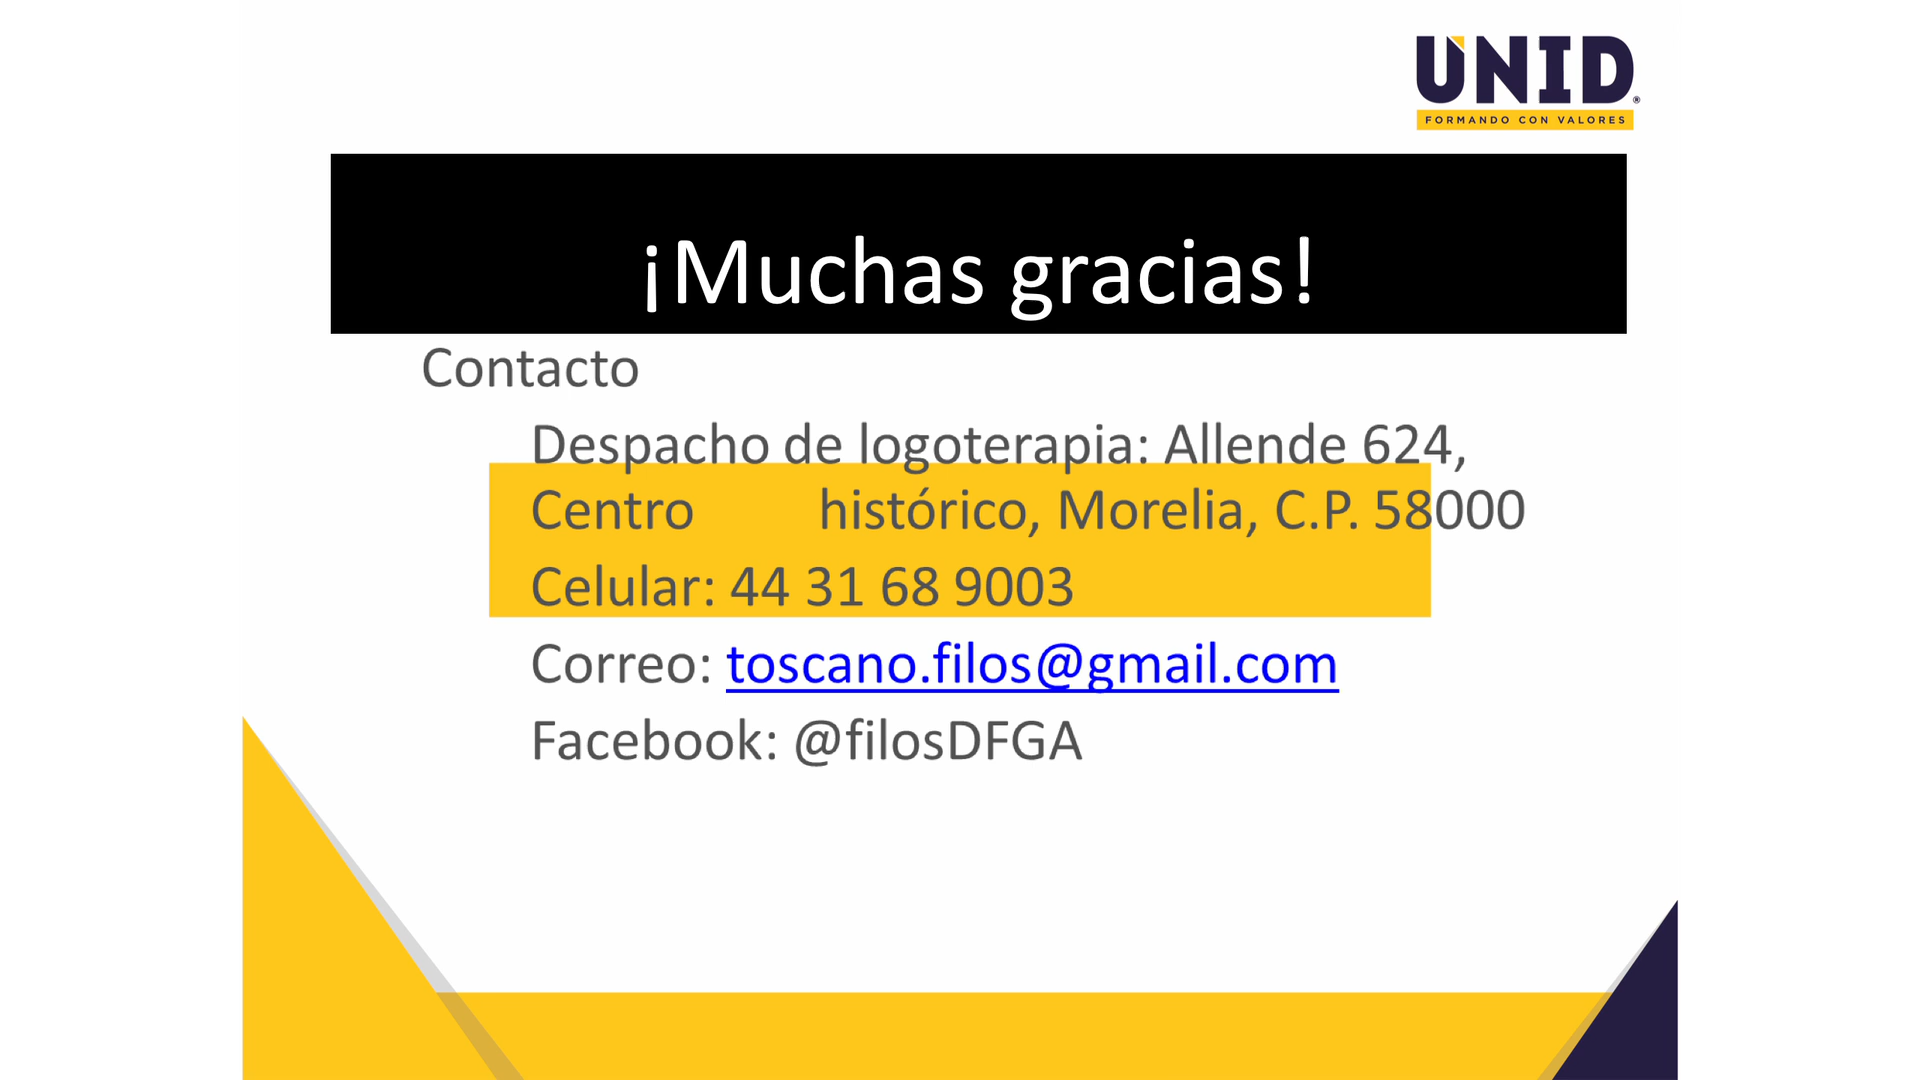 UNID®
FORMANDO CON VALORES
¡Muchas gracias!
Contacto
Despacho de logoterapia: Allende 624,
Centro histórico, Morelia, C.P. 58000
Celular: 44 31 68 9003
Correo: toscano.filos@gmail.com
Facebook: @filosDFGA